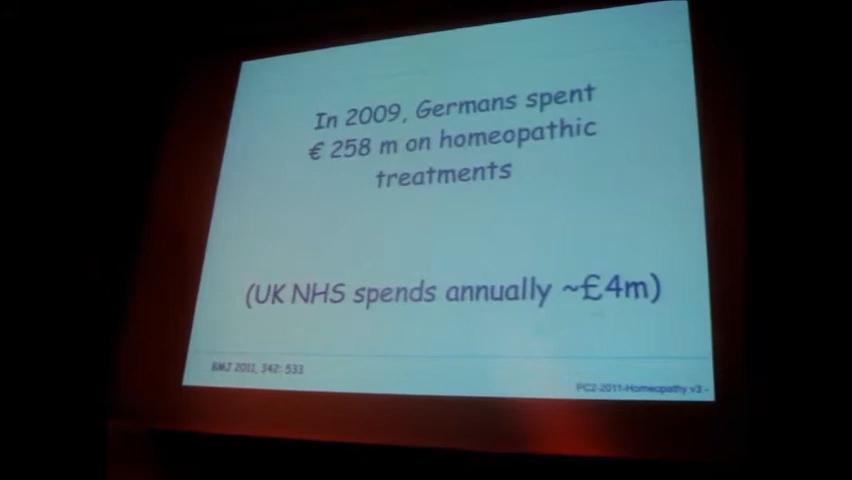 In 2009, Germans spent
€ 258 m on homeopathic
treatments
(UK NHS spends annually ~£4m)
BMJ 2011, 342: 533
PC2-2011-Homeopathy v3 -